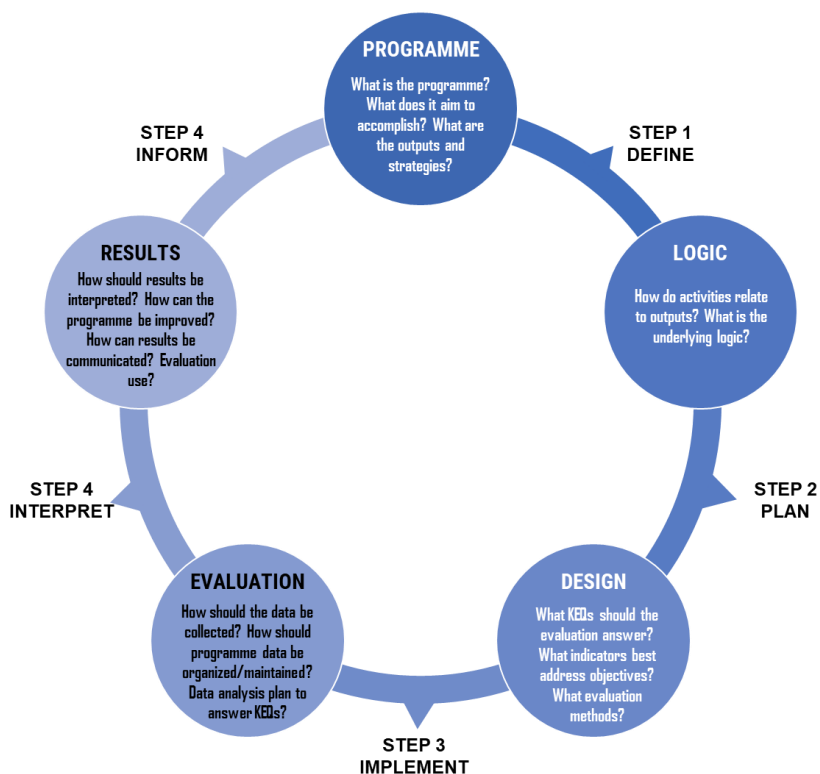 PROGRAMME
What is the programme?
What does it aim to
accomplish? What are
the outputs and
strategies?
STEP 1
DEFINE
LOGIC
How do activities relate
to outputs? What is the
underlying logic?
STEP 2
PLAN
DESIGN
What KEQs should the
evaluation answer?
What indicators best
address objectives?
What evaluation
methods?
STEP 3
IMPLEMENT
EVALUATION
How should the data be
collected? How should
programme data be
organized/maintained?
Data analysis plan to
answer KEQs?
STEP 4
INTERPRET
RESULTS
How should results be
interpreted? How can the
programme be improved?
How can results be
communicated? Evaluation
use?
STEP 4
INFORM